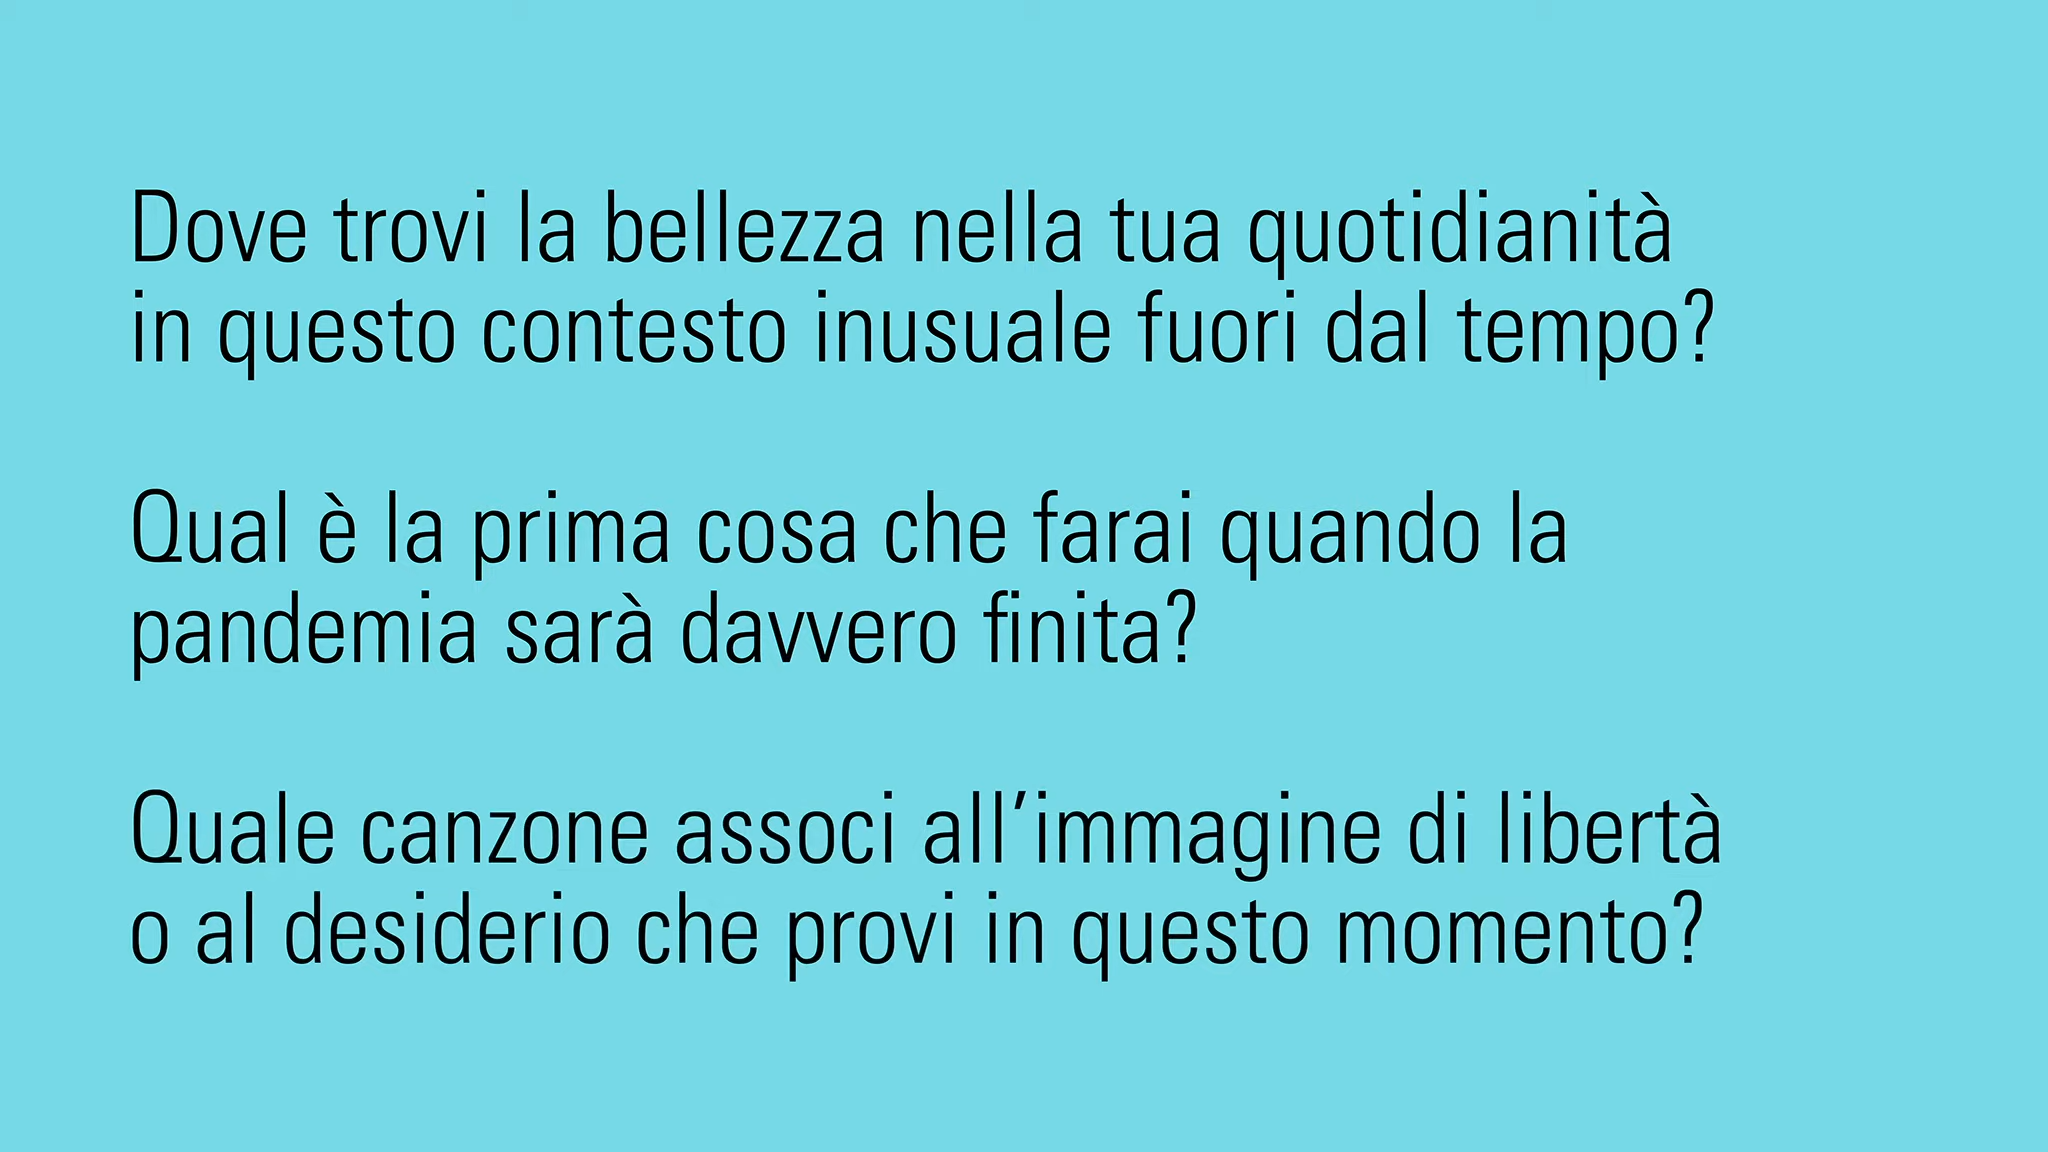 Dove trovi la bellezza nella tua quotidianità
in questo contesto inusuale fuori dal tempo?
Qual è la prima cosa che farai quando la
pandemia sarà davvero finita?
Quale canzone associ all’immagine di libertà
o al desiderio che provi in questo momento?